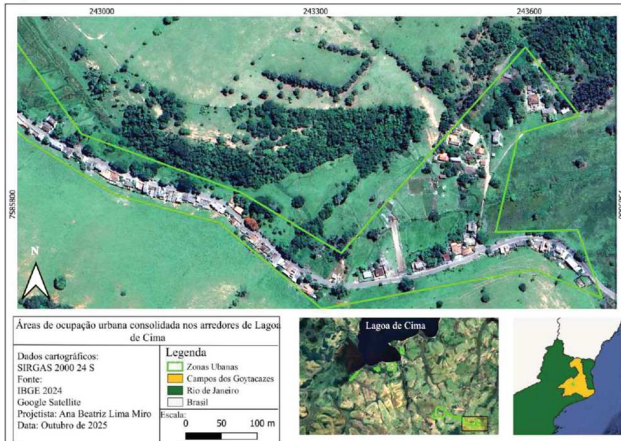 243000 243300 243600
7585800
7585800
N
Áreas de ocupação urbana consolidada nos arredores de Lagoa
de Cima
Dados cartográficos:
SIRGAS 2000 24 S
Fonte:
IBGE 2024
Google Satellite
Projetista: Ana Beatriz Lima Miro
Data: Outubro de 2025
Legenda
Zonas Ubanas
Campos dos Goytacazes
Rio de Janeiro
Brasil
Escala:
0 50 100 m
Lagoa de Cima